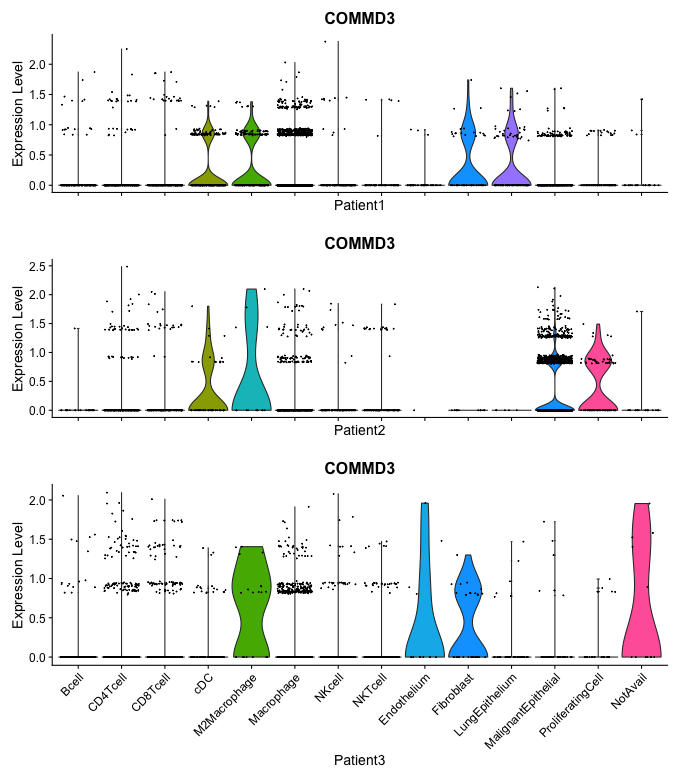 COMMD3
Expression Level
2.0
1.5
1.0
0.5
0.0
Patient1
COMMD3
Expression Level
2.5
2.0
1.5
1.0
0.5
0.0
Patient2
COMMD3
Expression Level
2.0
1.5
1.0
0.5
0.0
Bcell
CD4Tcell
CD8Tcell
cDC
M2Macrophage
Macrophage
NKcell
NKTcell
Endothelium
Fibroblast
LungEpithelium
MalignantEpithelial
ProliferatingCell
NotAvail
Patient3